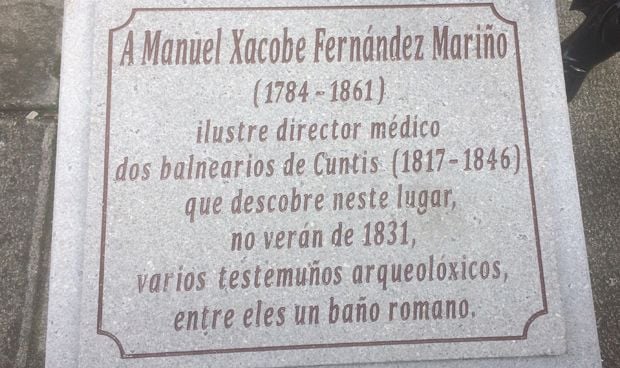 A Manuel Xacobe Fernández Mariño
(1784-1861)
ilustre director médico
dos balnearios de Cuntis (1817-1846)
que descobre neste lugar,
no verán de 1831,
varios testemuños arqueolóxicos,
entre eles un baño romano.